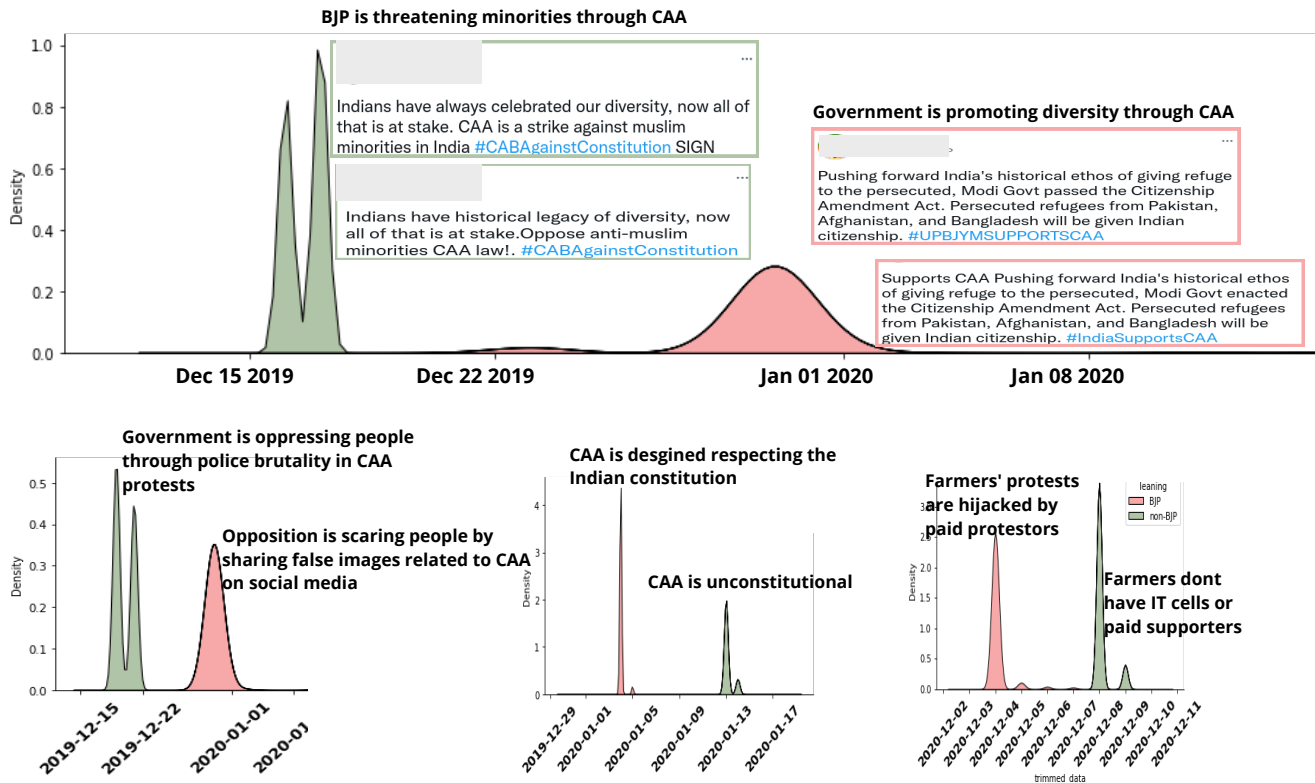 BJP is threatening minorities through CAA
1.0
0.8
0.6
0.4
0.2
0.0
Density
Indians have always celebrated our diversity, now all of
that is at stake. CAA is a strike against muslim
minorities in India #CABAgainstConstitution SIGN
Indians have historical legacy of diversity, now
all of that is at stake.Oppose anti-muslim
minorities CAA law!. #CABAgainstConstitution
Government is promoting diversity through CAA
Pushing forward India's historical ethos of giving refuge
to the persecuted, Modi Govt passed the Citizenship
Amendment Act. Persecuted refugees from Pakistan,
Afghanistan, and Bangladesh will be given Indian
citizenship. #UPBJYMSUPPORTSCAA
Supports CAA Pushing forward India's historical ethos
of giving refuge to the persecuted, Modi Govt enacted
the Citizenship Amendment Act. Persecuted refugees
from Pakistan, Afghanistan, and Bangladesh will be
given Indian citizenship. #IndiaSupportsCAA
Dec 15 2019
Dec 22 2019
Jan 01 2020
Jan 08 2020
Government is oppressing people
through police brutality in CAA
protests
Opposition is scaring people by
sharing false images related to CAA
on social media
0.5
0.4
0.3
0.2
0.1
0.0
Density
2019-12-15
2019-12-22
2020-01-01
2020-01
CAA is desgined respecting the
Indian constitution
CAA is unconstitutional
4
3
2
1
0
Density
2019-12-29
2020-01-01
2020-01-05
2020-01-09
2020-01-13
2020-01-17
Farmers' protests
are hijacked by
paid protestors
leaning
BJP
non-BJP
Farmers dont
have IT cells or
paid supporters
2.5
2.0
1.5
1.0
0.5
0.0
Density
2020-12-02
2020-12-03
2020-12-04
2020-12-05
2020-12-06
2020-12-07
2020-12-08
2020-12-09
2020-12-10
2020-12-11
trimmed_data